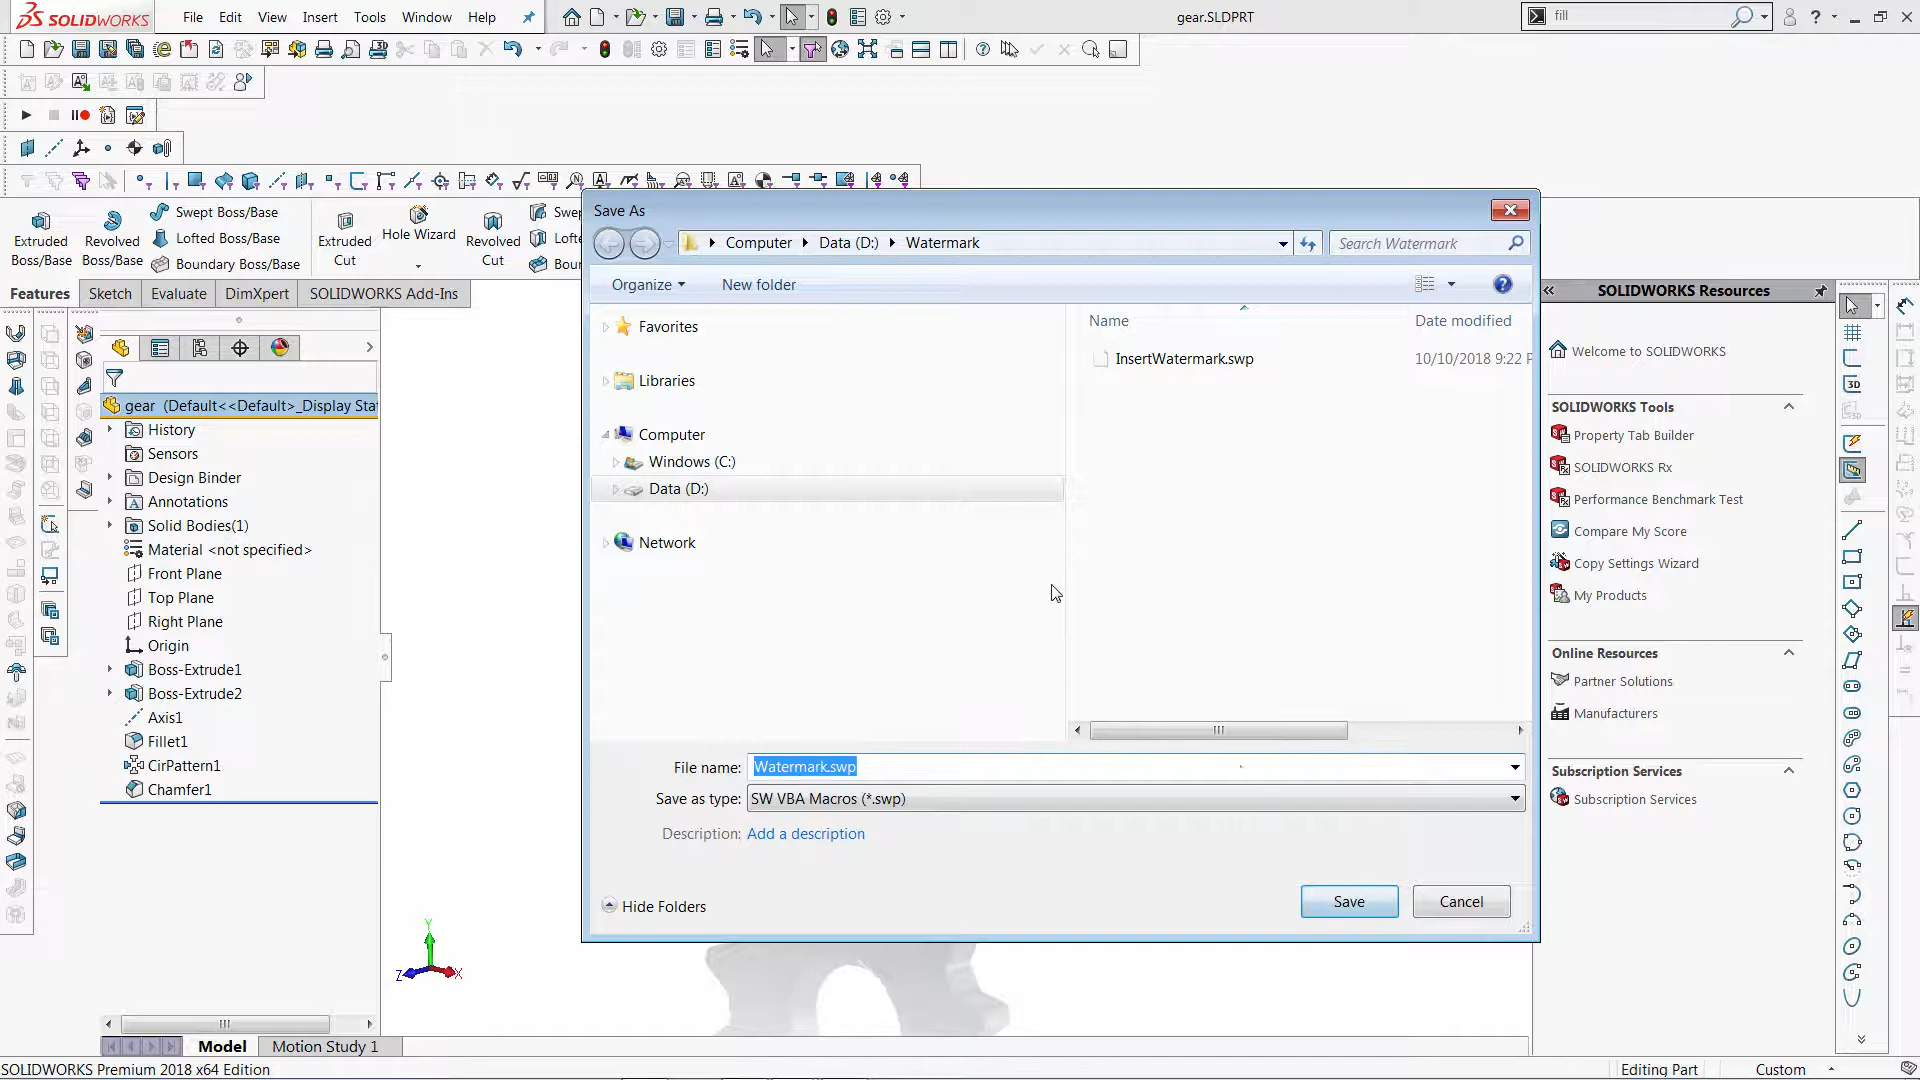 SOLIDWORKS
File Edit View Insert Tools Window Help
gear.SLDPRT
fill
Extruded Boss/Base
Revolved Boss/Base
Swept Boss/Base
Lofted Boss/Base
Boundary Boss/Base
Extruded Cut
Hole Wizard
Revolved Cut
Swe
Loft
Bou
Features Sketch Evaluate DimXpert SOLIDWORKS Add-Ins
gear (Default<<Default>_Display Sta
History
Sensors
Design Binder
Annotations
Solid Bodies(1)
Material <not specified>
Front Plane
Top Plane
Right Plane
Origin
Boss-Extrude1
Boss-Extrude2
Axis1
Fillet1
CirPattern1
Chamfer1
Save As
Computer Data (D:) Watermark
Search Watermark
Organize New folder
Favorites
Libraries
Computer
Windows (C:)
Data (D:)
Network
Name Date modified
InsertWatermark.swp 10/10/2018 9:22 P
File name: Watermark.swp
Save as type: SW VBA Macros (*.swp)
Description: Add a description
Hide Folders
Save Cancel
SOLIDWORKS Resources
Welcome to SOLIDWORKS
SOLIDWORKS Tools
Property Tab Builder
SOLIDWORKS Rx
Performance Benchmark Test
Compare My Score
Copy Settings Wizard
My Products
Online Resources
Partner Solutions
Manufacturers
Subscription Services
Subscription Services
3D
Y
Z X
Model Motion Study 1
SOLIDWORKS Premium 2018 x64 Edition
Editing Part Custom